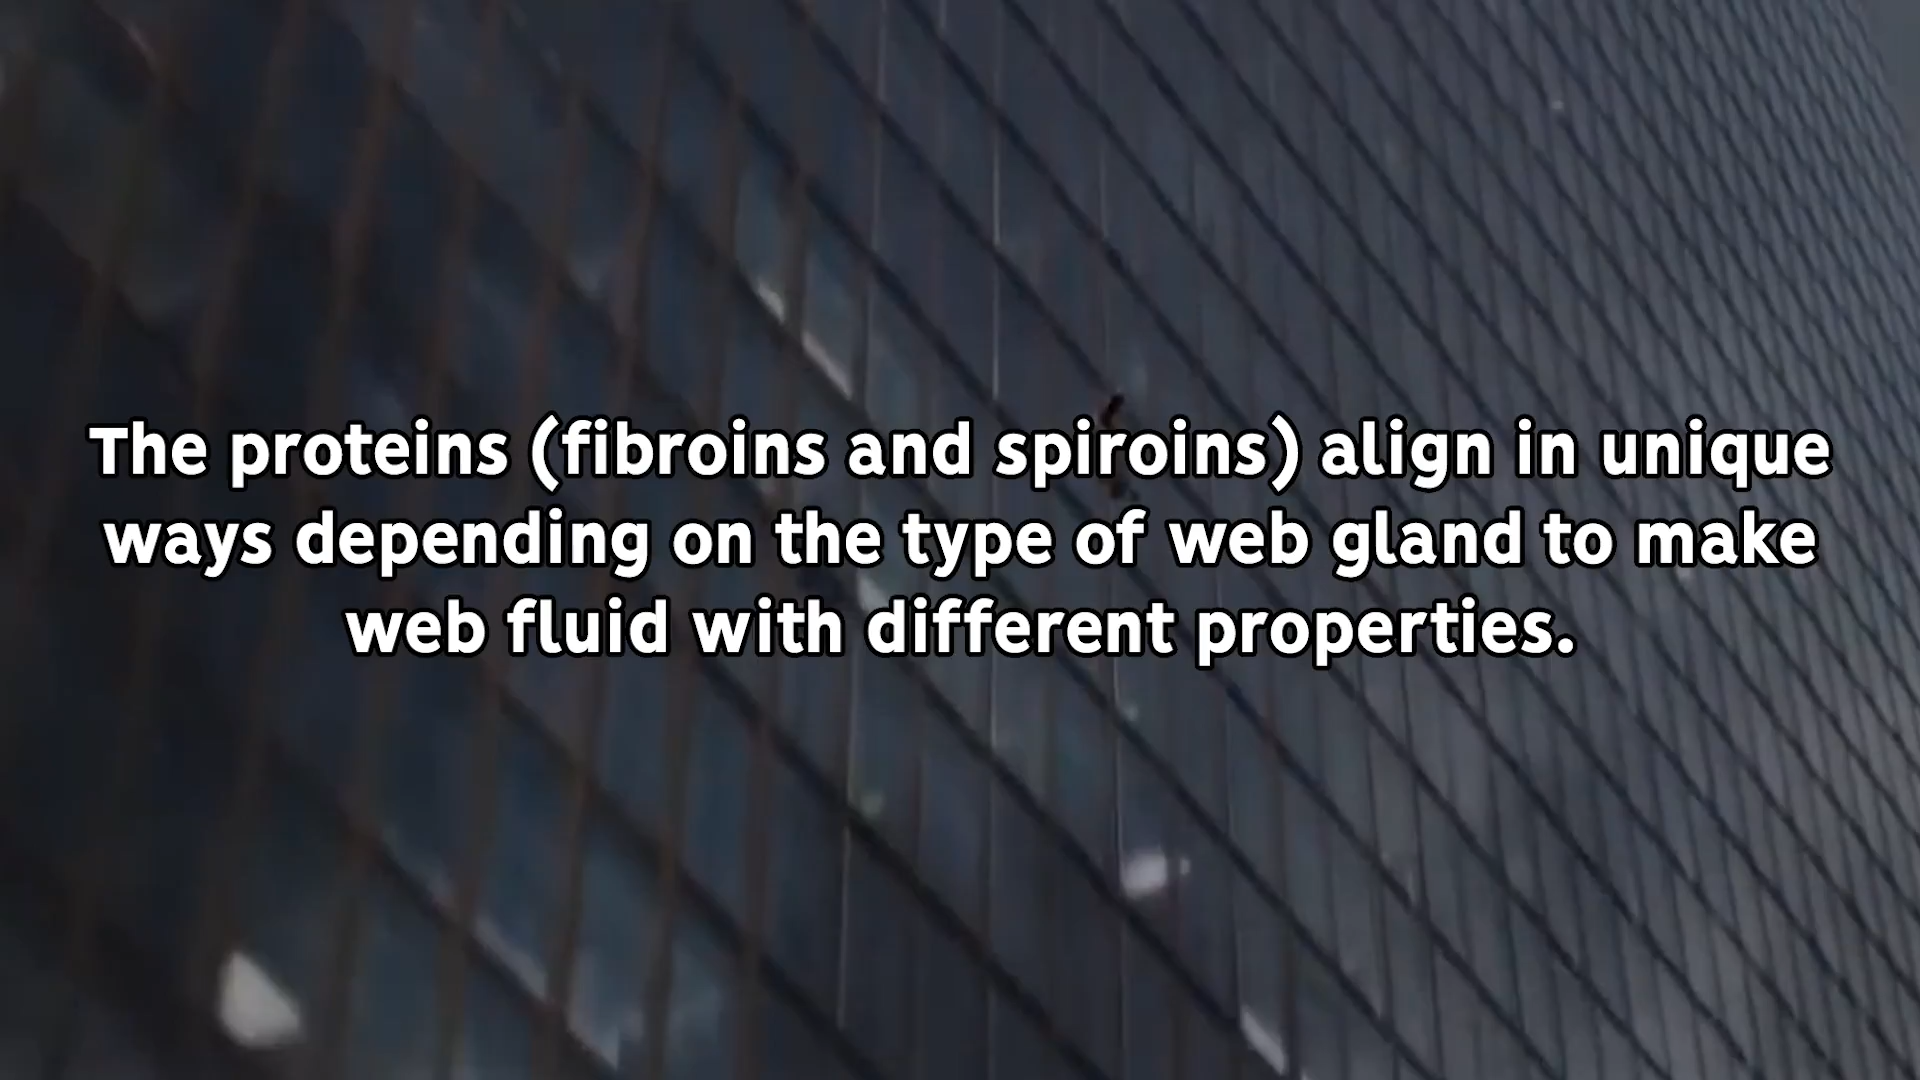 The proteins (fibroins and spiroins) align in unique
ways depending on the type of web gland to make
web fluid with different properties.